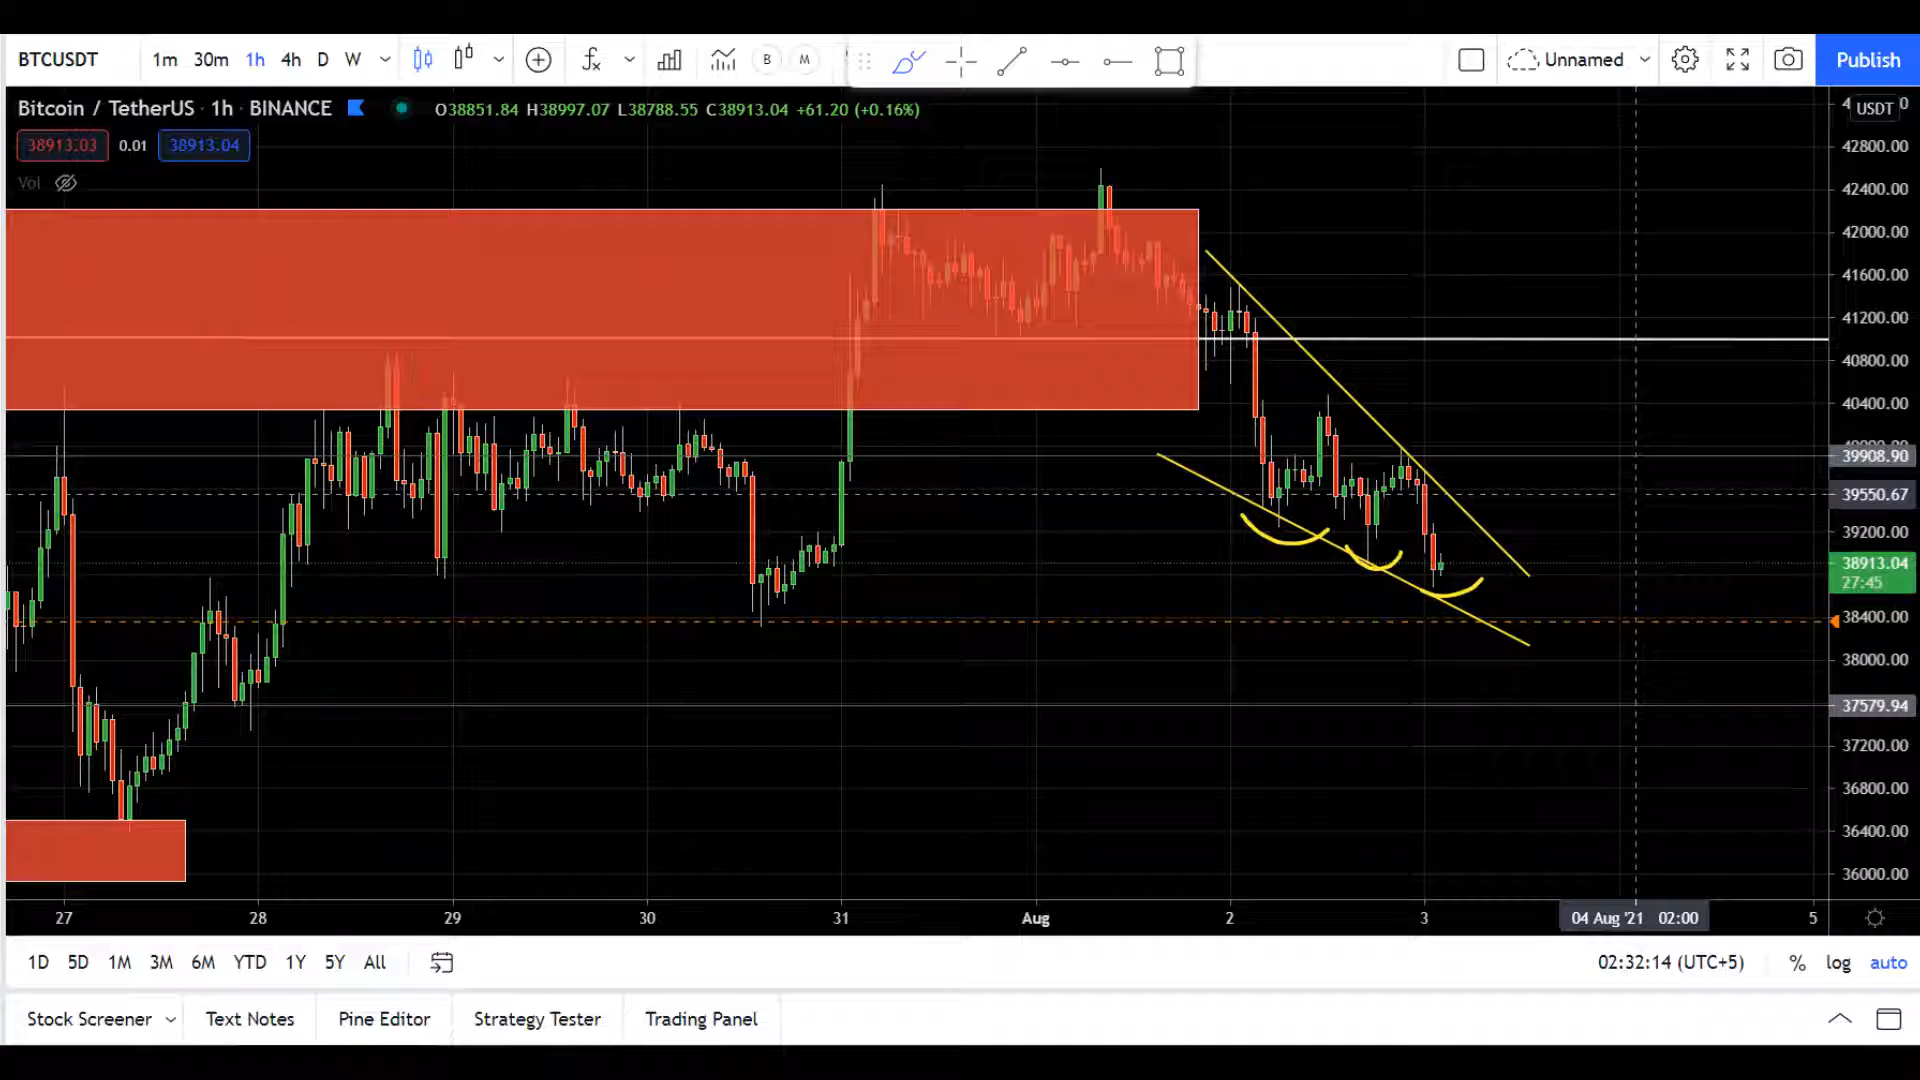 BTCUSDT 1m 30m 1h 4h D W B M Unnamed Publish
Bitcoin / TetherUS · 1h · BINANCE O38851.84 H38997.07 L38788.55 C38913.04 +61.20 (+0.16%)
USDT
38913.03 0.01 38913.04
Vol
42800.00
42400.00
42000.00
41600.00
41200.00
40800.00
40400.00
39908.90
39550.67
39200.00
38913.04
27:45
38400.00
38000.00
37579.94
37200.00
36800.00
36400.00
36000.00
27 28 29 30 31 Aug 2 3 04 Aug '21 02:00 5
1D 5D 1M 3M 6M YTD 1Y 5Y All 02:32:14 (UTC+5) % log auto
Stock Screener Text Notes Pine Editor Strategy Tester Trading Panel